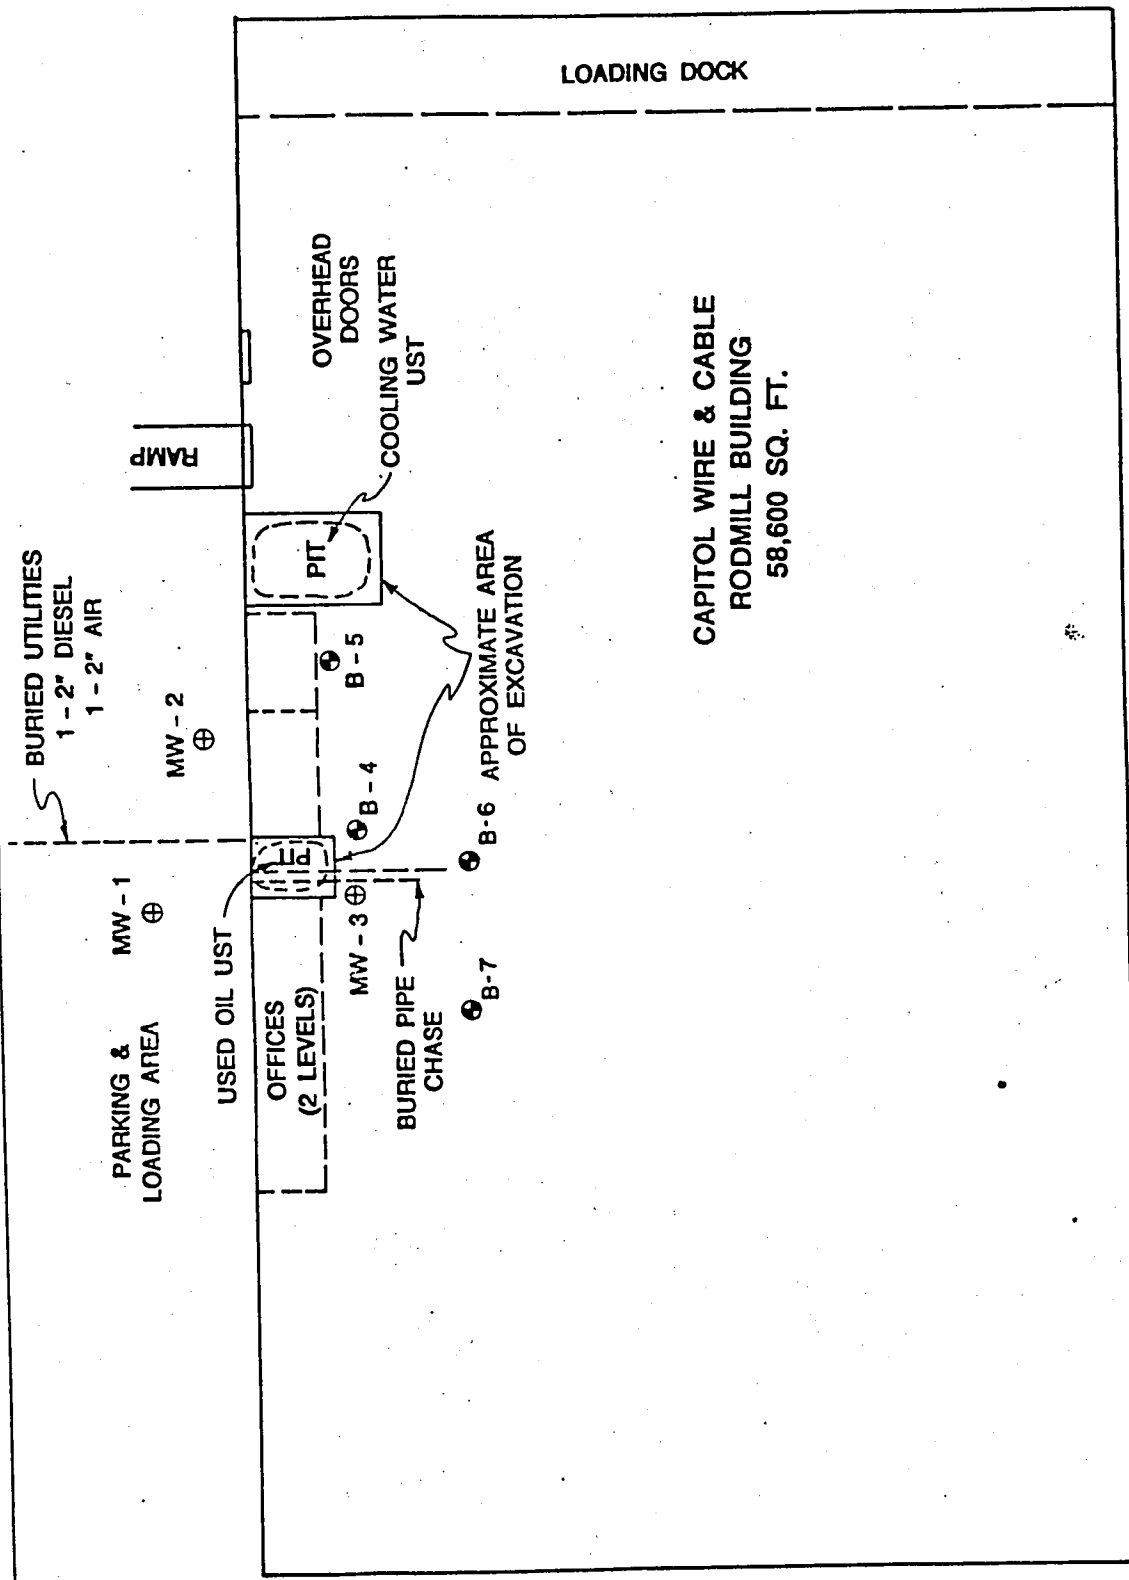 LOADING DOCK
OVERHEAD
DOORS
COOLING WATER
UST
RAMP
PIT
BURIED UTILITIES
1 - 2" DIESEL
1 - 2" AIR
MW - 2
B - 5
B - 4
B - 6
APPROXIMATE AREA
OF EXCAVATION
CAPITOL WIRE & CABLE
RODMILL BUILDING
58,600 SQ. FT.
MW - 1
PIT
USED OIL UST
MW - 3
B - 7
BURIED PIPE
CHASE
OFFICES
(2 LEVELS)
PARKING &
LOADING AREA